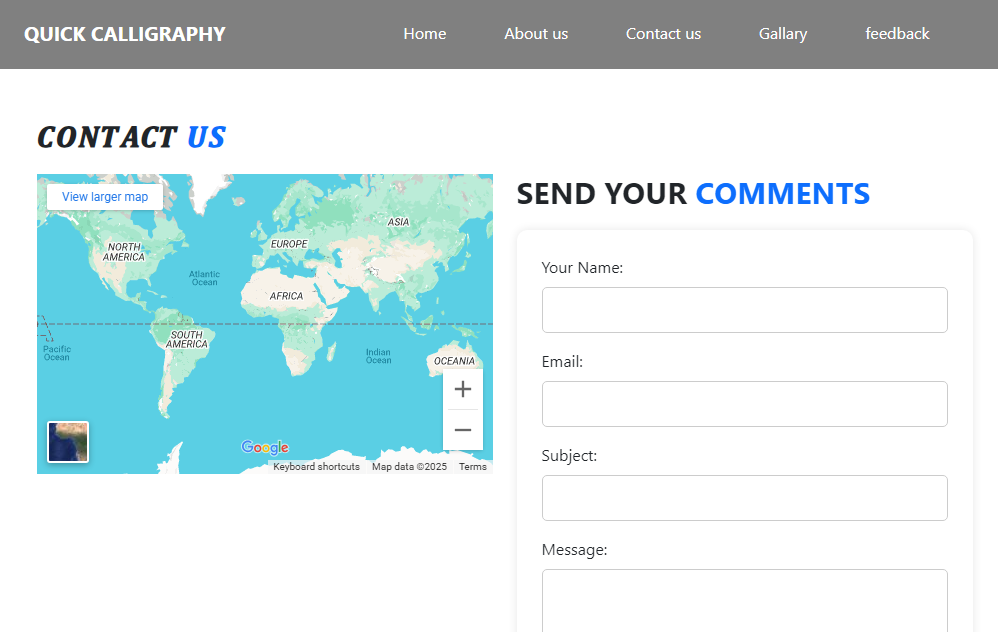 QUICK CALLIGRAPHY
Home
About us
Contact us
Gallary
feedback
CONTACT US
View larger map
NORTH
AMERICA
EUROPE
ASIA
Atlantic
Ocean
AFRICA
SOUTH
AMERICA
Pacific
Ocean
Indian
Ocean
OCEANIA
Google
Keyboard shortcuts
Map data ©2025
Terms
SEND YOUR COMMENTS
Your Name:
Email:
Subject:
Message: